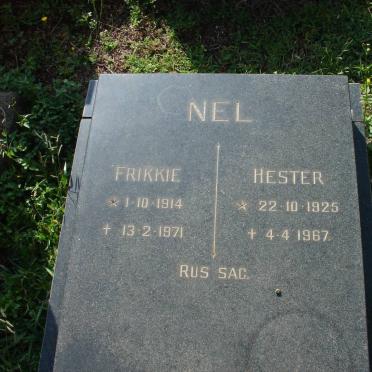 NEL
FRIKKIE
* 1·10·1914
† 13·2·1971
HESTER
* 22·10·1925
† 4·4·1967
RUS SAG.